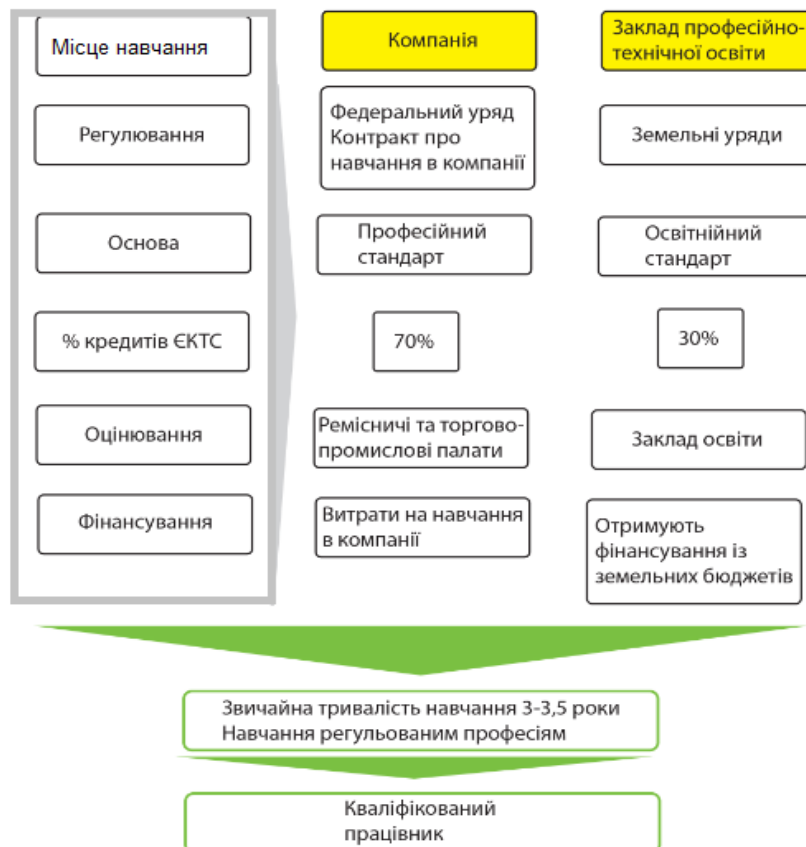 Місце навчання
Компанія
Заклад професійно-
технічної освіти
Регулювання
Федеральний уряд
Контракт про
навчання в компанії
Земельні уряди
Основа
Професійний
стандарт
Освітнійний
стандарт
% кредитів ЄКТС
70%
30%
Оцінювання
Ремісничі та торгово-
промислові палати
Заклад освіти
Фінансування
Витрати на навчання
в компанії
Отримують
фінансування із
земельних бюджетів
Звичайна тривалість навчання 3-3,5 роки
Навчання регульованим професіям
Кваліфікований
працівник